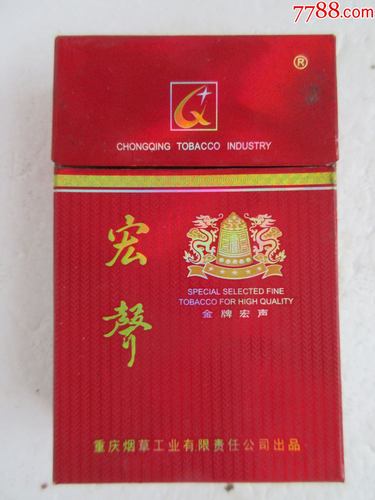 7788.com
®
CHONGQING TOBACCO INDUSTRY
宏聲
SPECIAL SELECTED FINE
TOBACCO FOR HIGH QUALITY
金牌宏声
重庆烟草工业有限责任公司出品